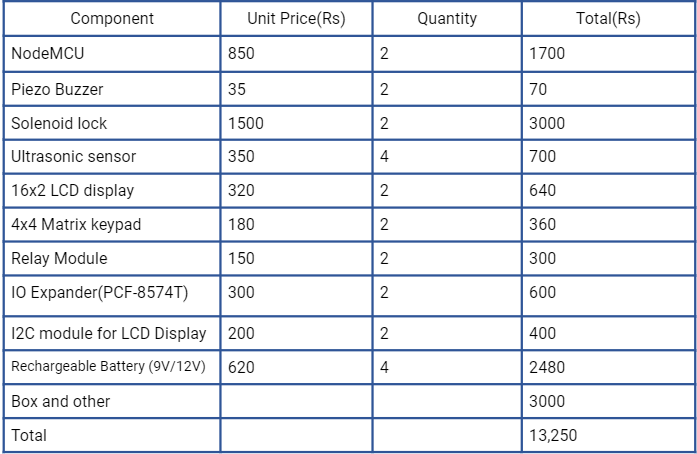 Component Unit Price(Rs) Quantity Total(Rs)
NodeMCU 850 2 1700
Piezo Buzzer 35 2 70
Solenoid lock 1500 2 3000
Ultrasonic sensor 350 4 700
16x2 LCD display 320 2 640
4x4 Matrix keypad 180 2 360
Relay Module 150 2 300
IO Expander(PCF-8574T) 300 2 600
I2C module for LCD Display 200 2 400
Rechargeable Battery (9V/12V) 620 4 2480
Box and other 3000
Total 13,250